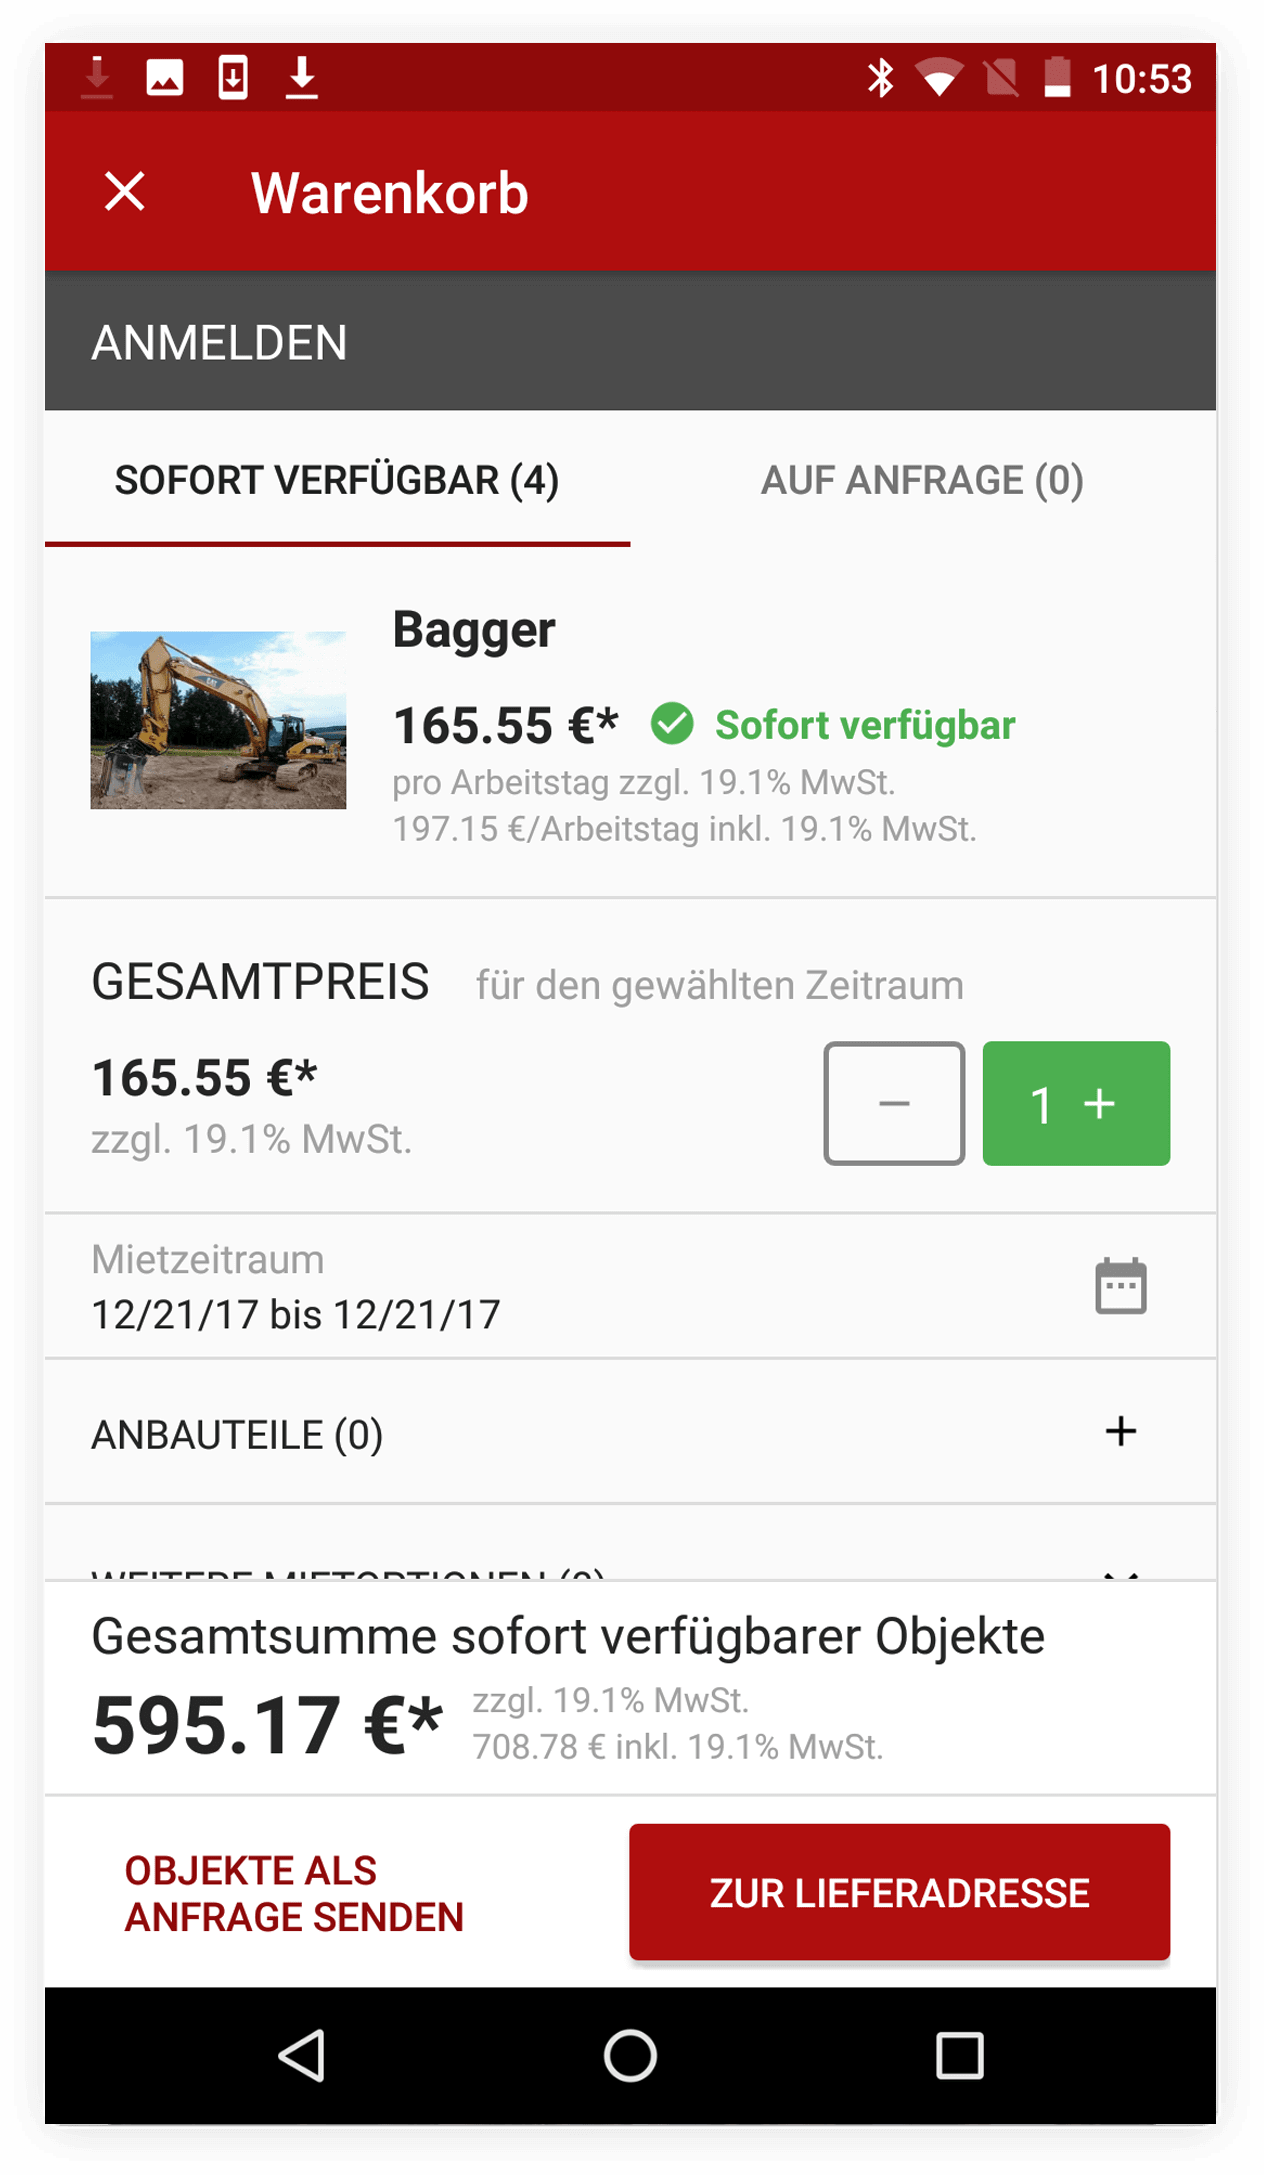 10:53
Warenkorb
ANMELDEN
SOFORT VERFÜGBAR (4)
AUF ANFRAGE (0)
Bagger
165.55 €* Sofort verfügbar
pro Arbeitstag zzgl. 19.1% MwSt.
197.15 €/Arbeitstag inkl. 19.1% MwSt.
GESAMTPREIS für den gewählten Zeitraum
165.55 €*
zzgl. 19.1% MwSt.
1 +
Mietzeitraum
12/21/17 bis 12/21/17
ANBAUTEILE (0)
WEITERE MIETOPTIONEN
Gesamtsumme sofort verfügbarer Objekte
595.17 €*
zzgl. 19.1% MwSt.
708.78 € inkl. 19.1% MwSt.
OBJEKTE ALS
ANFRAGE SENDEN
ZUR LIEFERADRESSE